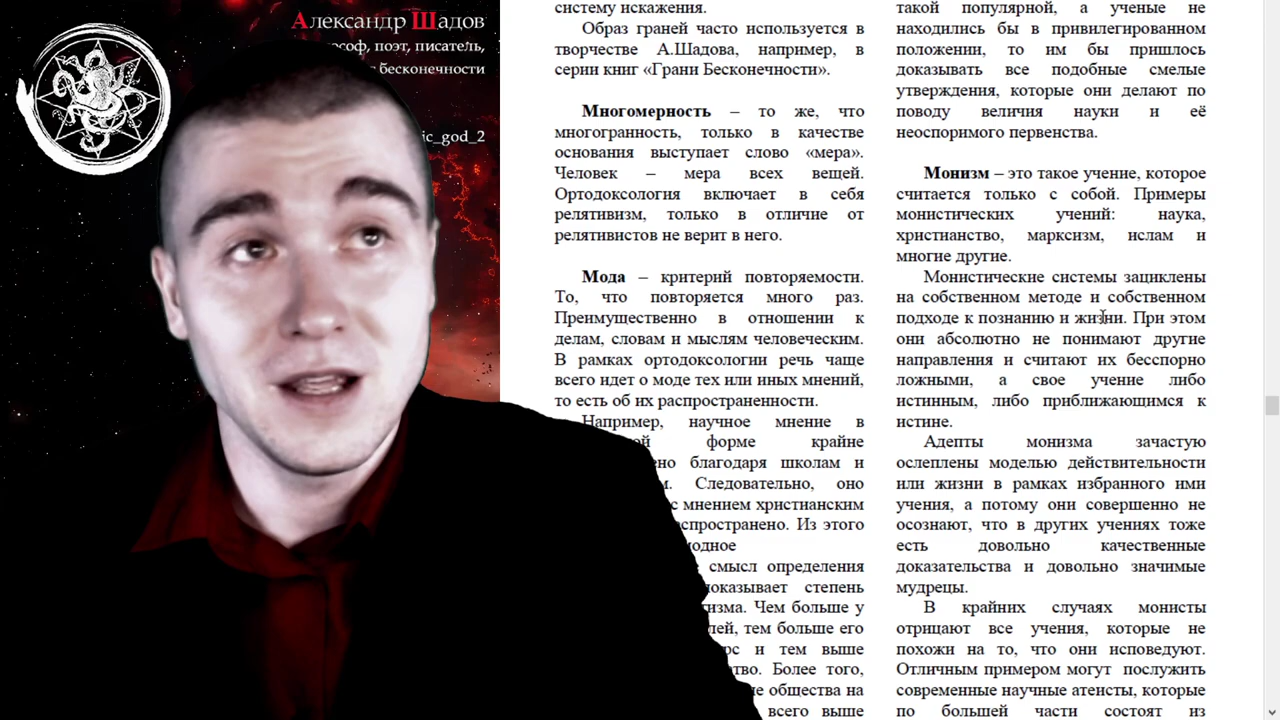 Александр Шадов
поэт, писатель,
бесконечности
ic_god_2
систему искажения.
Образ граней часто используется в
творчестве А.Шадова, например, в
серии книг «Грани Бесконечности».
Многомерность – то же, что
многогранность, только в качестве
основания выступает слово «мера».
Человек – мера всех вещей.
Ортодоксология включает в себя
релятивизм, только в отличие от
релятивистов не верит в него.
Мода – критерий повторяемости.
То, что повторяется много раз.
Преимущественно в отношении к
делам, словам и мыслям человеческим.
В рамках ортодоксологии речь чаще
всего идет о моде тех или иных мнений,
то есть об их распространенности.
Например, научное мнение в
форме крайне
благодаря школам и
Следовательно, оно
с мнением христианским
Из этого
смысл определения
степень
Чем больше у
тем больше его
и тем выше
Более того,
общества на
всего выше
такой популярной, а ученые не
находились бы в привилегированном
положении, то им бы пришлось
доказывать все подобные смелые
утверждения, которые они делают по
поводу величия науки и её
неоспоримого первенства.
Монизм – это такое учение, которое
считается только с собой. Примеры
монистических учений: наука,
христианство, марксизм, ислам и
многие другие.
Монистические системы зациклены
на собственном методе и собственном
подходе к познанию и жизни. При этом
они абсолютно не понимают другие
направления и считают их бесспорно
ложными, а свое учение либо
истинным, либо приближающимся к
истине.
Адепты монизма зачастую
ослеплены моделью действительности
или жизни в рамках избранного ими
учения, а потому они совершенно не
осознают, что в других учениях тоже
есть довольно качественные
доказательства и довольно значимые
мудрецы.
В крайних случаях монисты
отрицают все учения, которые не
похожи на то, что они исповедуют.
Отличным примером могут послужить
современные научные атеисты, которые
по большей части состоят из